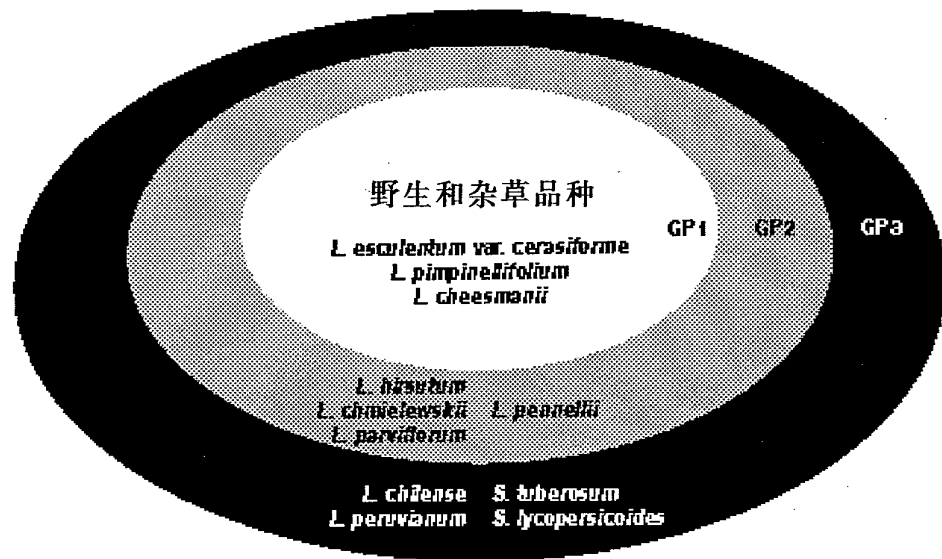 野生和杂草品种
L. esculentum var. cerasiforme
L. pimpinellifolium
L. cheesmanii
GP1 GP2 GP3
L. hirsutum
L. chmielewskii L. pennellii
L. parviflorum
L. chilense S. tuberosum
L. peruvianum S. lycopersicoides